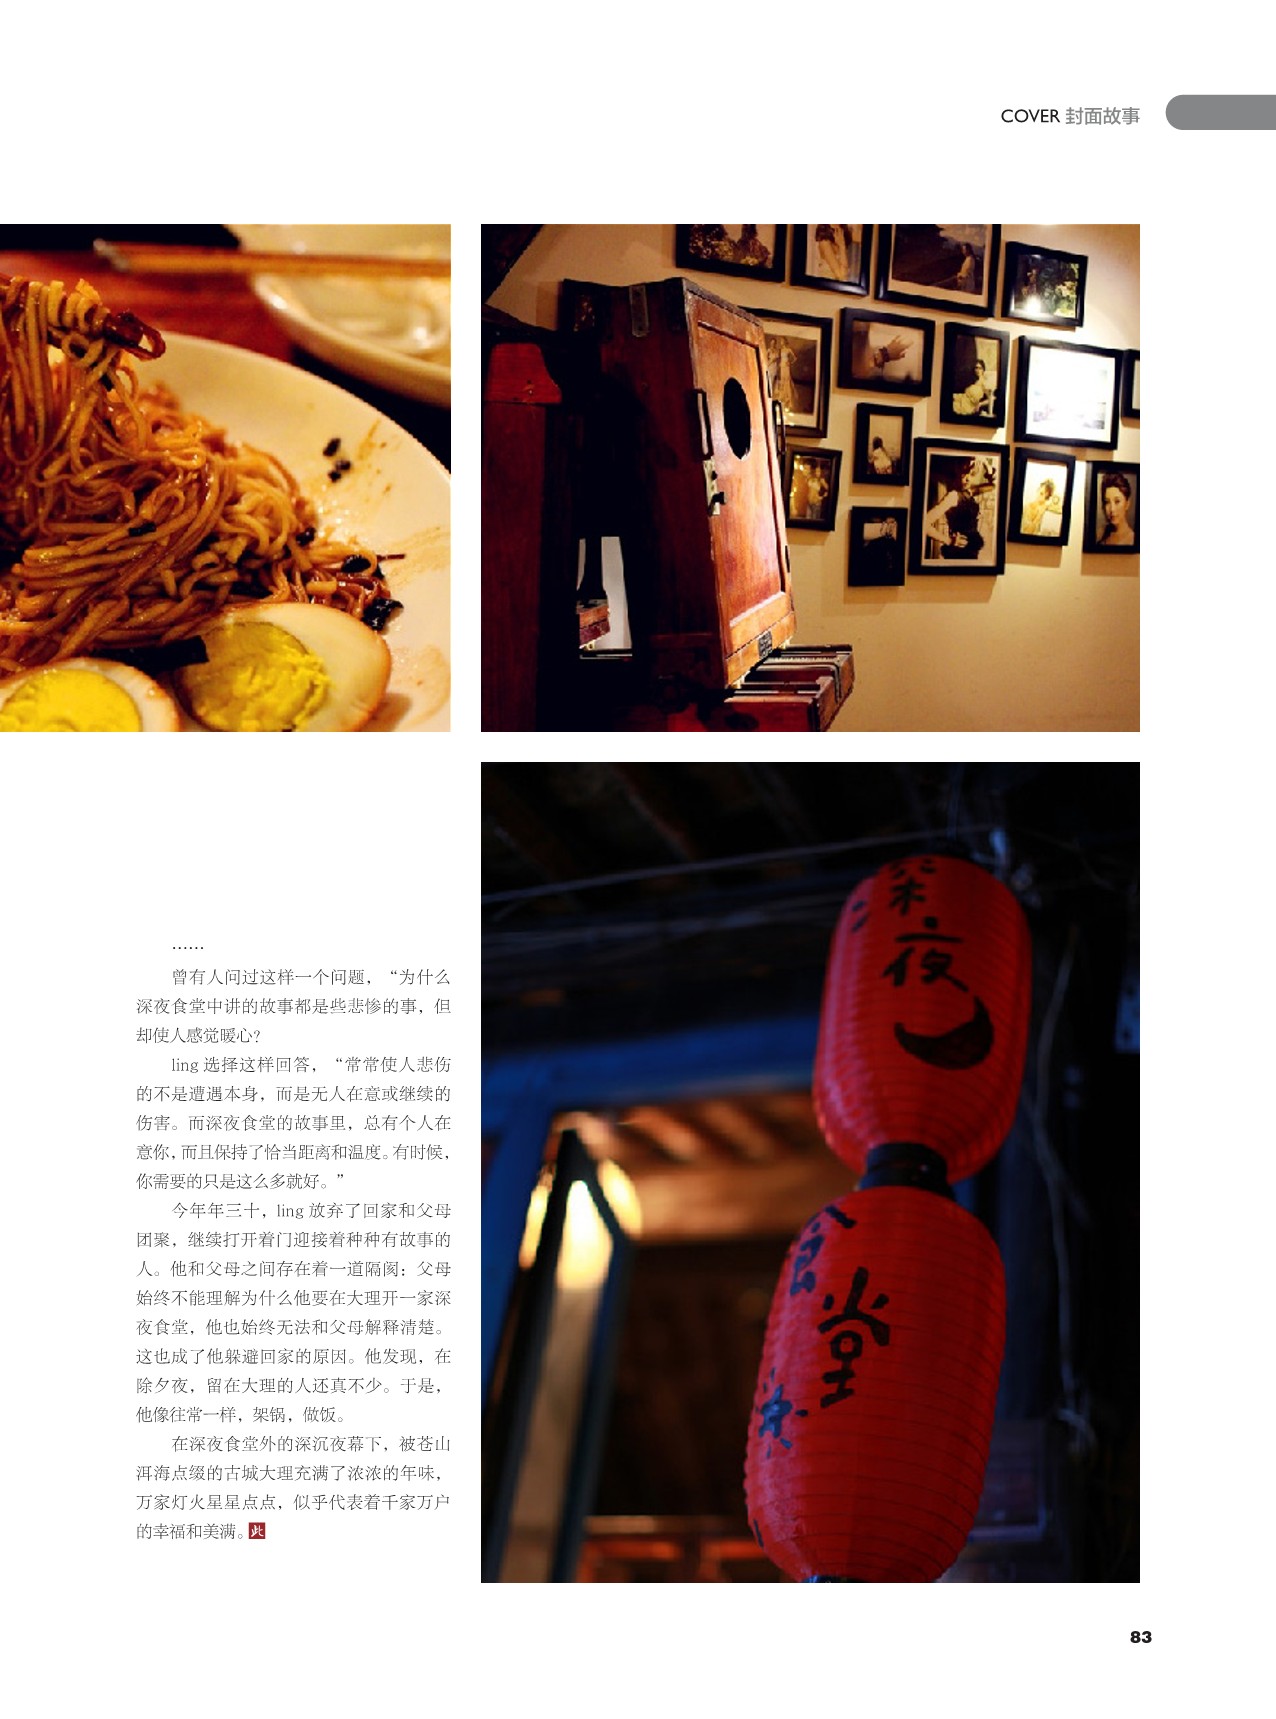 COVER 封面故事
……
曾有人问过这样一个问题，“为什么
深夜食堂中讲的故事都是些悲惨的事，但
却使人感觉暖心？
ling 选择这样回答，“常常使人悲伤
的不是遭遇本身，而是无人在意或继续的
伤害。而深夜食堂的故事里，总有个人在
意你，而且保持了恰当距离和温度。有时候，
你需要的只是这么多就好。”
今年年三十，ling 放弃了回家和父母
团聚，继续打开着门迎接着种种有故事的
人。他和父母之间存在着一道隔阂：父母
始终不能理解为什么他要在大理开一家深
夜食堂，他也始终无法和父母解释清楚。
这也成了他躲避回家的原因。他发现，在
除夕夜，留在大理的人还真不少。于是，
他像往常一样，架锅，做饭。
在深夜食堂外的深沉夜幕下，被苍山
洱海点缀的古城大理充满了浓浓的年味，
万家灯火星星点点，似乎代表着千家万户
的幸福和美满。此
夜
食
堂
83